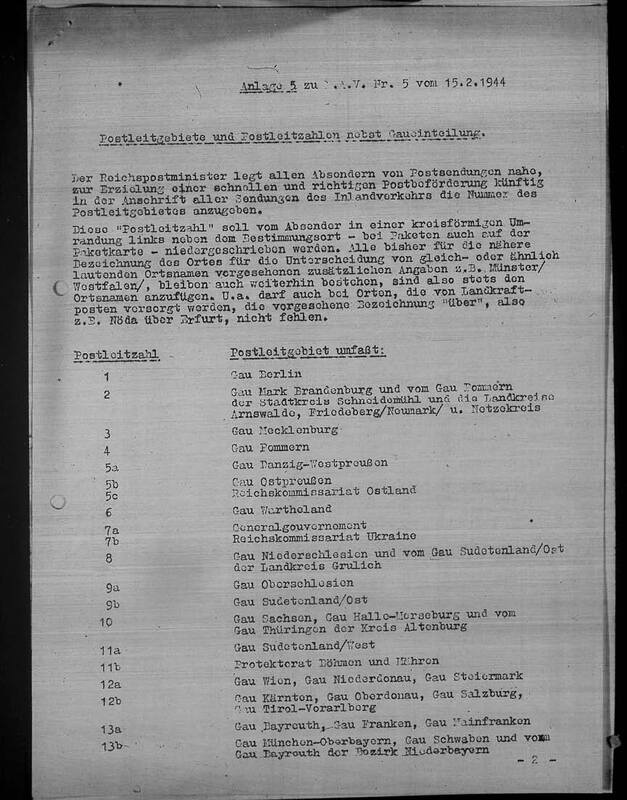 Anlage 5 zu .A.V. Nr. 5 vom 15.2.1944
Postleitgebiete und Postleitzahlen nebst Gaueinteilung.
Der Reichspostminister legt allen Absendern von Postsendungen nahe,
zur Erzielung einer schnellen und richtigen Postbeförderung künftig
in der Anschrift aller Sendungen des Inlandverkehrs die Nummer des
Postleitgebietes anzugeben.
Diese "Postleitzahl" soll vom Absender in einer kreisförmigen Um-
randung links neben dem Bestimmungsort - bei Paketen auch auf der
Paketkarte - niedergeschrieben werden. Alle bisher für die nähere
Bezeichnung des Ortes für die Unterscheidung von gleich- oder ähnlich
lautenden Ortsnamen vorgesehenen zusätzlichen Angaben z.B. Münster/
Westfalen/, bleiben auch weiterhin bestehen, sind also stets den
Ortsnamen anzufügen. U.a. darf auch bei Orten, die von Landkraft-
posten versorgt werden, die vorgesehene Bezeichnung "über", also
z.B. Nöda über Erfurt, nicht fehlen.
Postleitzahl Postleitgebiet umfaßt:
1 Gau Berlin
2 Gau Mark Brandenburg und vom Gau Pommern
der Stadtkreis Schneidemühl und die Landkreise
Arnswalde, Friedeberg/Neumark/ u. Netzekreis
3 Gau Mecklenburg
4 Gau Pommern
5a Gau Danzig-Westpreußen
5b Gau Ostpreußen
5c Reichskommissariat Ostland
6 Gau Wartheland
7a Generalgouvernement
7b Reichskommissariat Ukraine
8 Gau Niederschlesien und vom Gau Sudetenland/Ost
der Landkreis Grulich
9a Gau Oberschlesien
9b Gau Sudetenland/Ost
10 Gau Sachsen, Gau Halle-Merseburg und vom
Gau Thüringen der Kreis Altenburg
11a Gau Sudetenland/West
11b Protektorat Böhmen und Mähren
12a Gau Wien, Gau Niederdonau, Gau Steiermark
12b Gau Kärnten, Gau Oberdonau, Gau Salzburg,
Gau Tirol-Vorarlberg
13a Gau Bayreuth, Gau Franken, Gau Mainfranken
13b Gau München-Oberbayern, Gau Schwaben und vom
Gau Bayreuth der Bezirk Niederbayern
- 2 -